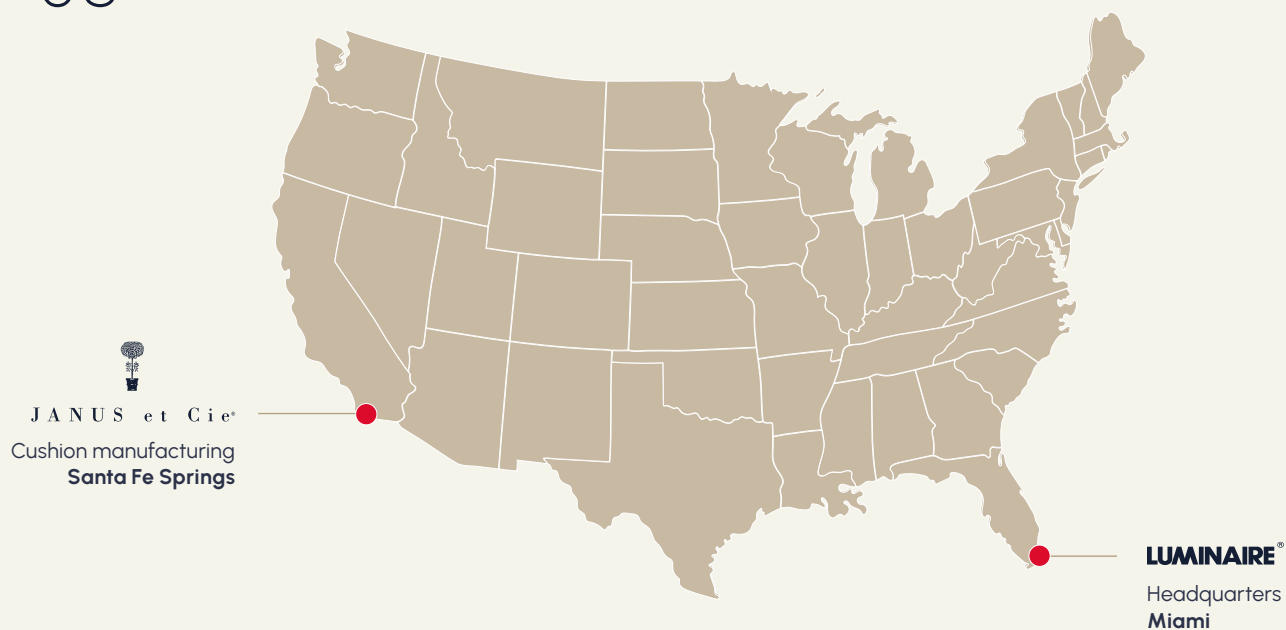 JANUS et Cie®
Cushion manufacturing
Santa Fe Springs
LUMINAIRE®
Headquarters
Miami